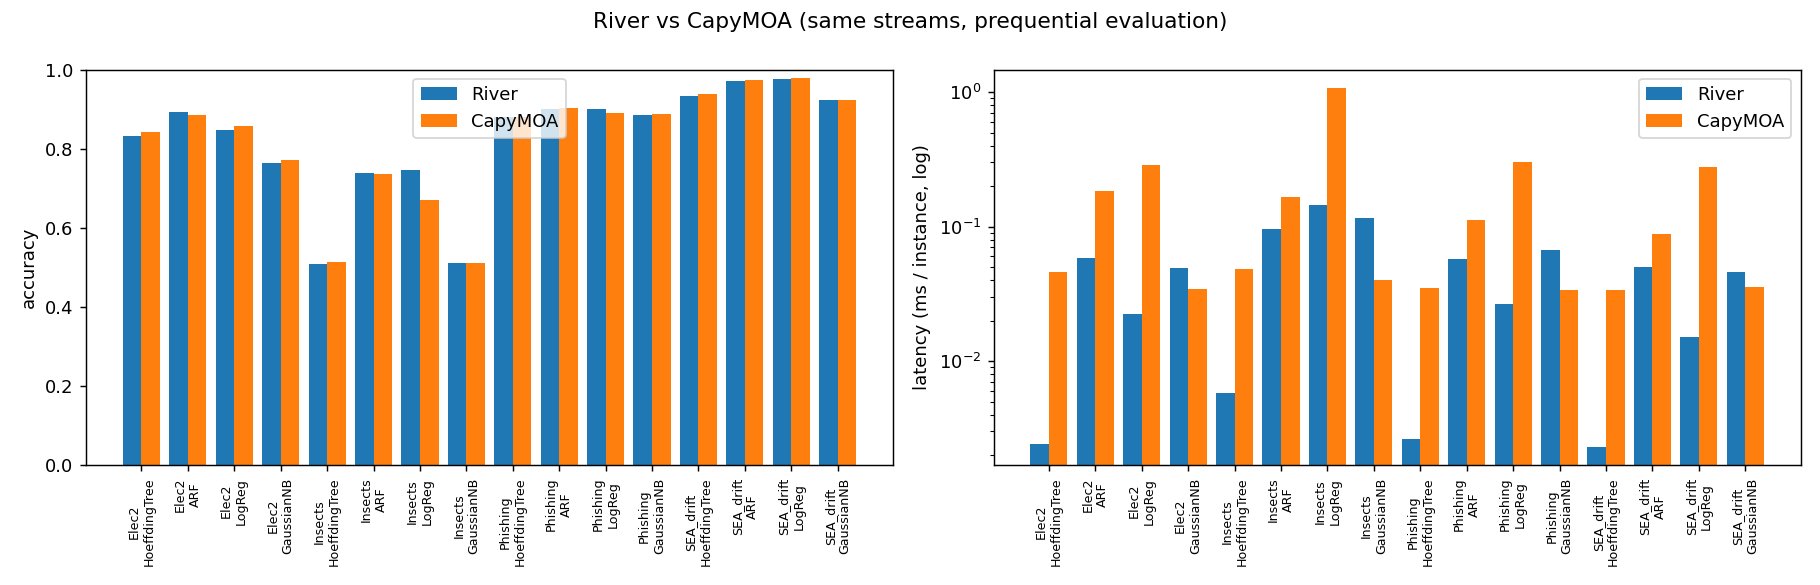 River vs CapyMOA (same streams, prequential evaluation)
accuracy
1.0
0.8
0.6
0.4
0.2
0.0
River
CapyMOA
Elec2
HoeffdingTree
Elec2
ARF
Elec2
LogReg
Elec2
GaussianNB
Insects
HoeffdingTree
Insects
ARF
Insects
LogReg
Insects
GaussianNB
Phishing
HoeffdingTree
Phishing
ARF
Phishing
LogReg
Phishing
GaussianNB
SEA_drift
HoeffdingTree
SEA_drift
ARF
SEA_drift
LogReg
SEA_drift
GaussianNB
latency (ms / instance, log)
10⁰
10⁻¹
10⁻²
River
CapyMOA
Elec2
HoeffdingTree
Elec2
ARF
Elec2
LogReg
Elec2
GaussianNB
Insects
HoeffdingTree
Insects
ARF
Insects
LogReg
Insects
GaussianNB
Phishing
HoeffdingTree
Phishing
ARF
Phishing
LogReg
Phishing
GaussianNB
SEA_drift
HoeffdingTree
SEA_drift
ARF
SEA_drift
LogReg
SEA_drift
GaussianNB